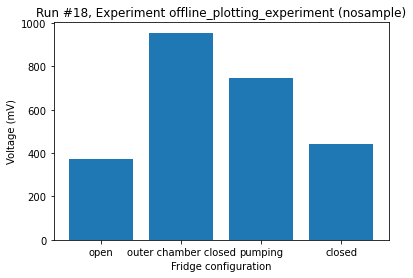 Run #18, Experiment offline_plotting_experiment (nosample)
1000
800
600
400
200
0
Voltage (mV)
open outer chamber closed pumping closed
Fridge configuration